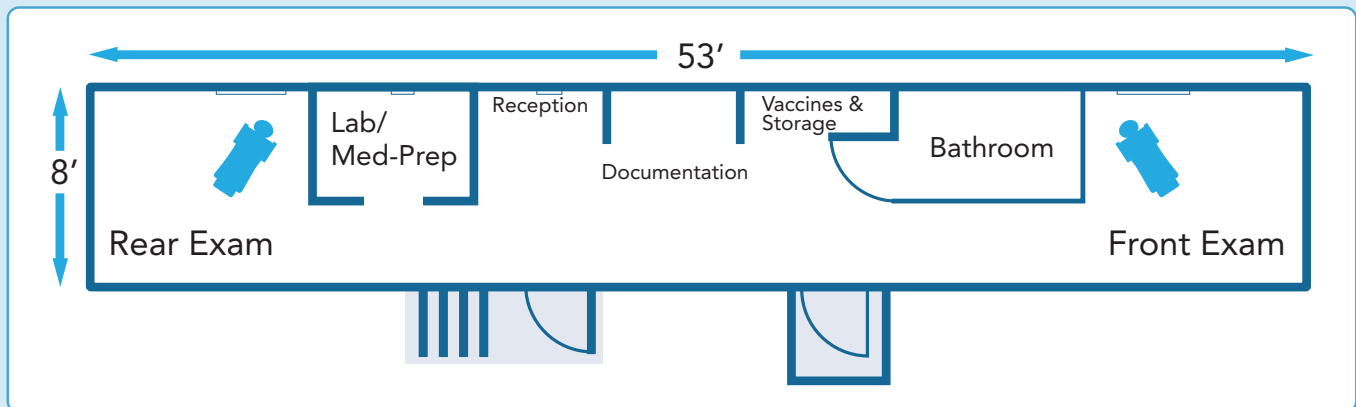 53’
8’
Reception
Vaccines &
Storage
Lab/
Med-Prep
Bathroom
Documentation
Rear Exam
Front Exam